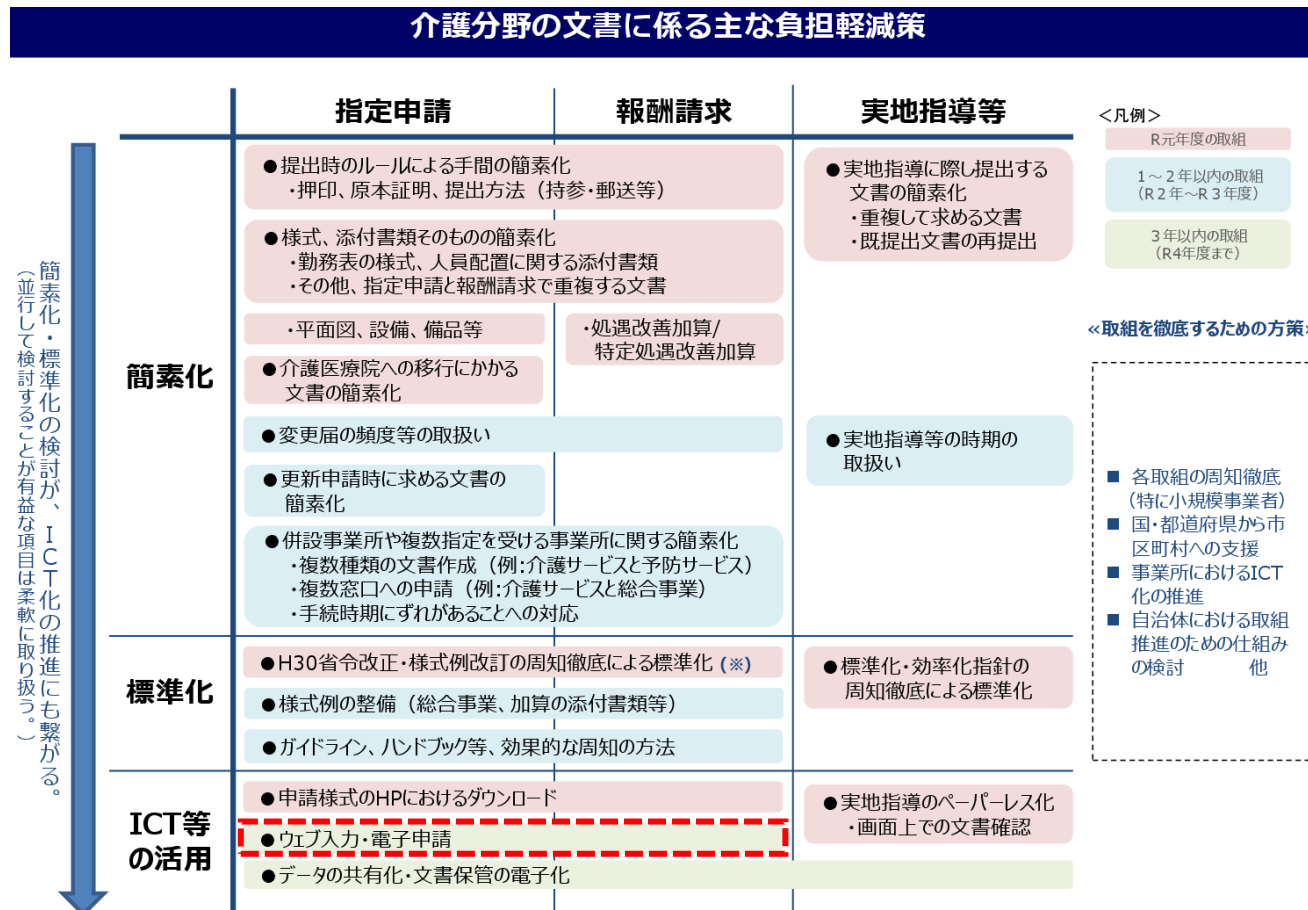 介護分野の文書に係る主な負担軽減策
指定申請
報酬請求
実地指導等
簡素化・標準化の検討が、ICT化の推進にも繋がる。
（並行して検討することが有益な項目は柔軟に取り扱う。）
簡素化
●提出時のルールによる手間の簡素化
・押印、原本証明、提出方法（持参・郵送等）
●様式、添付書類そのものの簡素化
・勤務表の様式、人員配置に関する添付書類
・その他、指定申請と報酬請求で重複する文書
・平面図、設備、備品等
・処遇改善加算/
特定処遇改善加算
●介護医療院への移行にかかる
文書の簡素化
●変更届の頻度等の取扱い
●更新申請時に求める文書の
簡素化
●併設事業所や複数指定を受ける事業所に関する簡素化
・複数種類の文書作成（例：介護サービスと予防サービス）
・複数窓口への申請（例：介護サービスと総合事業）
・手続時期にずれがあることへの対応
●実地指導に際し提出する
文書の簡素化
・重複して求める文書
・既提出文書の再提出
●実地指導等の時期の
取扱い
標準化
●H30省令改正・様式例改訂の周知徹底による標準化（※）
●様式例の整備（総合事業、加算の添付書類等）
●ガイドライン、ハンドブック等、効果的な周知の方法
●標準化・効率化指針の
周知徹底による標準化
ICT等
の活用
●申請様式のHPにおけるダウンロード
●ウェブ入力・電子申請
●データの共有化・文書保管の電子化
●実地指導のペーパーレス化
・画面上での文書確認
＜凡例＞
R元年度の取組
1～2年以内の取組
（R2年～R3年度）
3年以内の取組
（R4年度まで）
≪取組を徹底するための方策≫
■ 各取組の周知徹底
（特に小規模事業者）
■ 国・都道府県から市
区町村への支援
■ 事業所におけるICT
化の推進
■ 自治体における取組
推進のための仕組み
の検討　　他